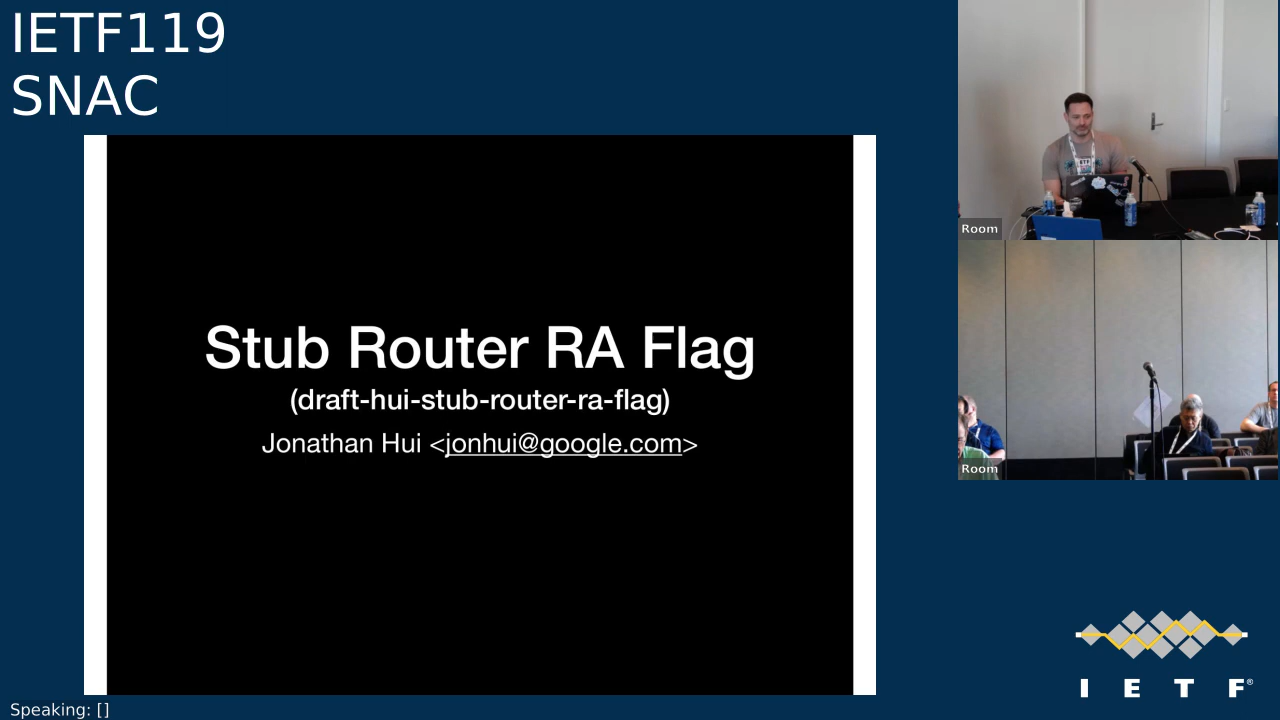 IETF119
SNAC
Stub Router RA Flag
(draft-hui-stub-router-ra-flag)
Jonathan Hui <jonhui@google.com>
Room
Room
I E T F®
Speaking: []